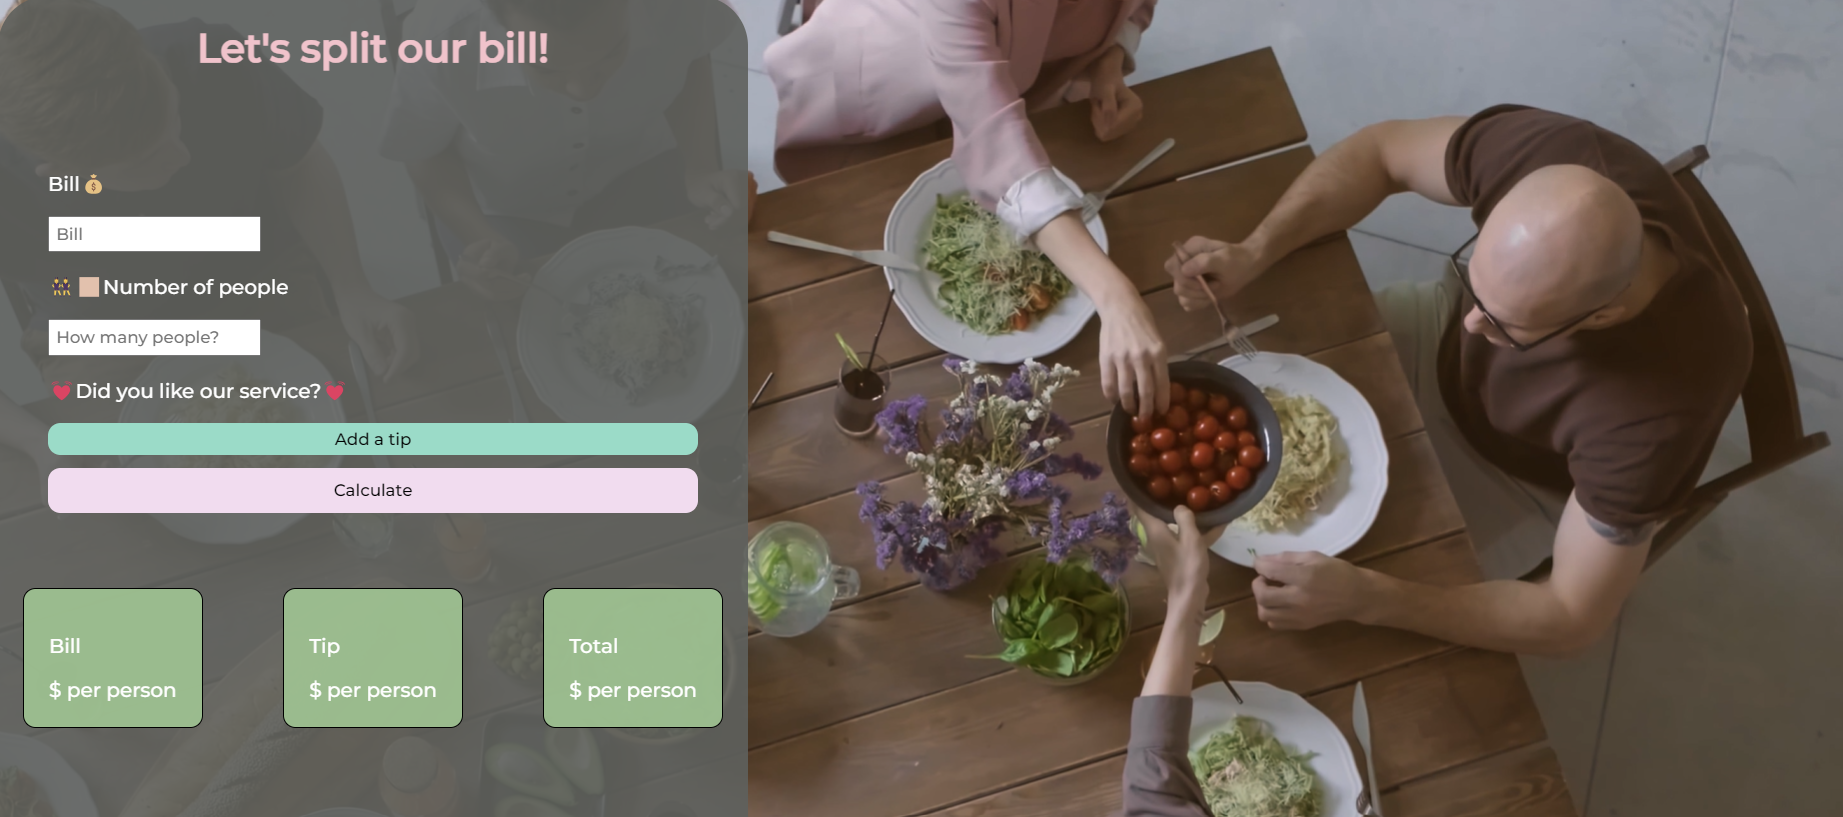 Let's split our bill!
Bill💰
Bill
Number of people
How many people?
💓Did you like our service?💓
Add a tip
Calculate
Bill
$ per person
Tip
$ per person
Total
$ per person